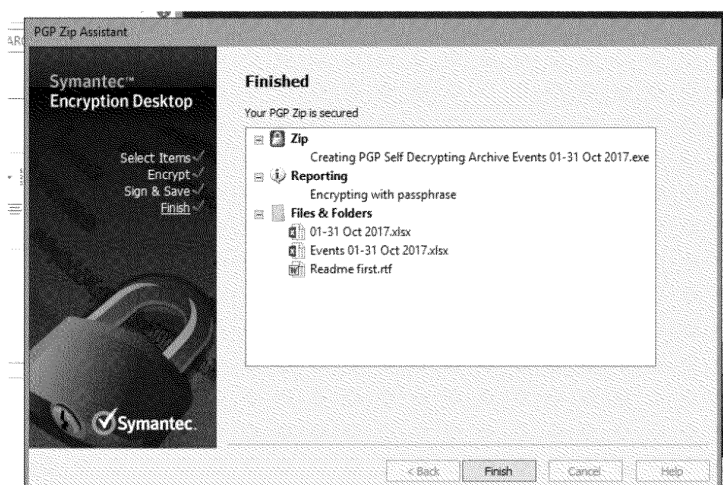 PGP Zip Assistant
Symantec™
Encryption Desktop
Select Items
Encrypt
Sign & Save
Finish
Symantec.
Finished
Your PGP Zip is secured
Zip
Creating PGP Self Decrypting Archive Events 01-31 Oct 2017.exe
Reporting
Encrypting with passphrase
Files & Folders
01-31 Oct 2017.xlsx
Events 01-31 Oct 2017.xlsx
Readme first.rtf
< Back
Finish
Cancel
Help